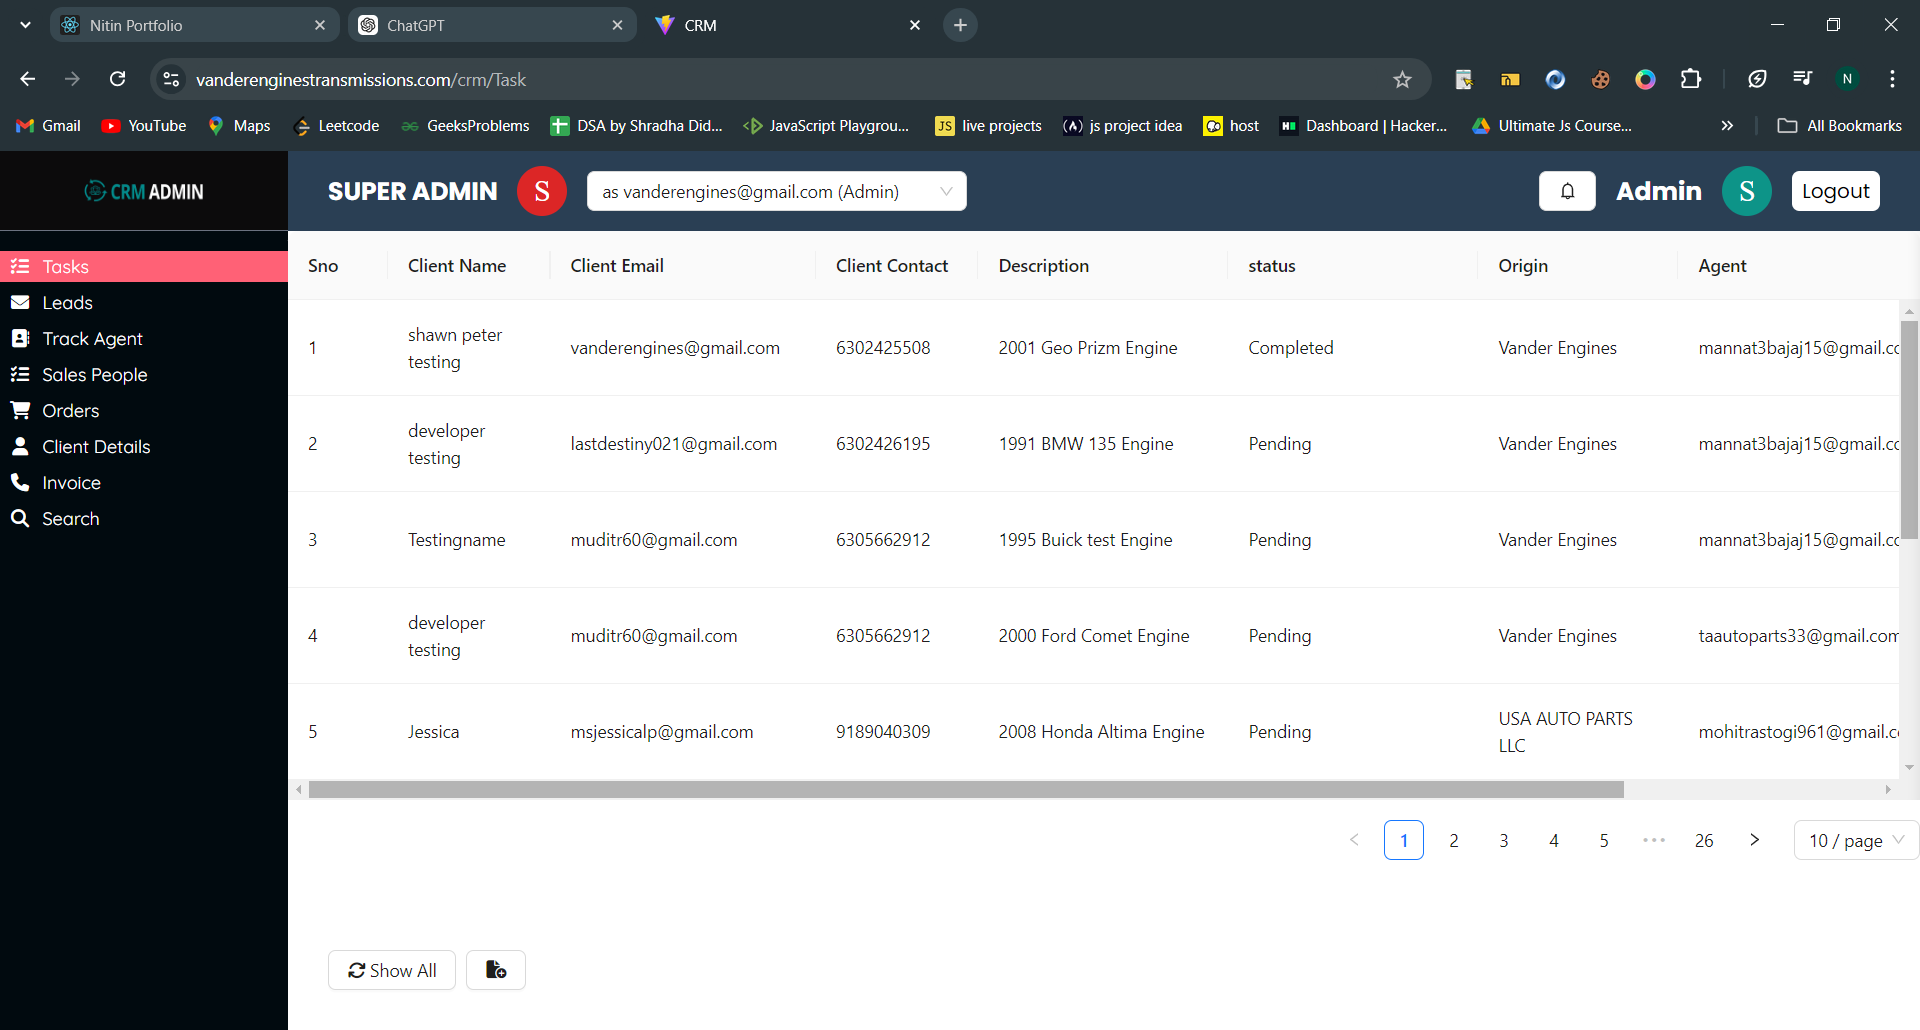 Nitin Portfolio
ChatGPT
CRM
vanderenginestransmissions.com/crm/Task
N
Gmail
YouTube
Maps
Leetcode
GeeksProblems
DSA by Shradha Did...
JavaScript Playgrou...
JS live projects
js project idea
host
Dashboard | Hacker...
Ultimate Js Course...
All Bookmarks
CRM ADMIN
SUPER ADMIN
S
as vanderengines@gmail.com (Admin)
Admin
S
Logout
Tasks
Leads
Track Agent
Sales People
Orders
Client Details
Invoice
Search
Sno Client Name Client Email Client Contact Description status Origin Agent
1 shawn peter testing vanderengines@gmail.com 6302425508 2001 Geo Prizm Engine Completed Vander Engines mannat3bajaj15@gmail.cc
2 developer testing lastdestiny021@gmail.com 6302426195 1991 BMW 135 Engine Pending Vander Engines mannat3bajaj15@gmail.cc
3 Testingname muditr60@gmail.com 6305662912 1995 Buick test Engine Pending Vander Engines mannat3bajaj15@gmail.cc
4 developer testing muditr60@gmail.com 6305662912 2000 Ford Comet Engine Pending Vander Engines taautoparts33@gmail.com
5 Jessica msjessicalp@gmail.com 9189040309 2008 Honda Altima Engine Pending USA AUTO PARTS LLC mohitrastogi961@gmail.c
1 2 3 4 5 ••• 26
10 / page
Show All